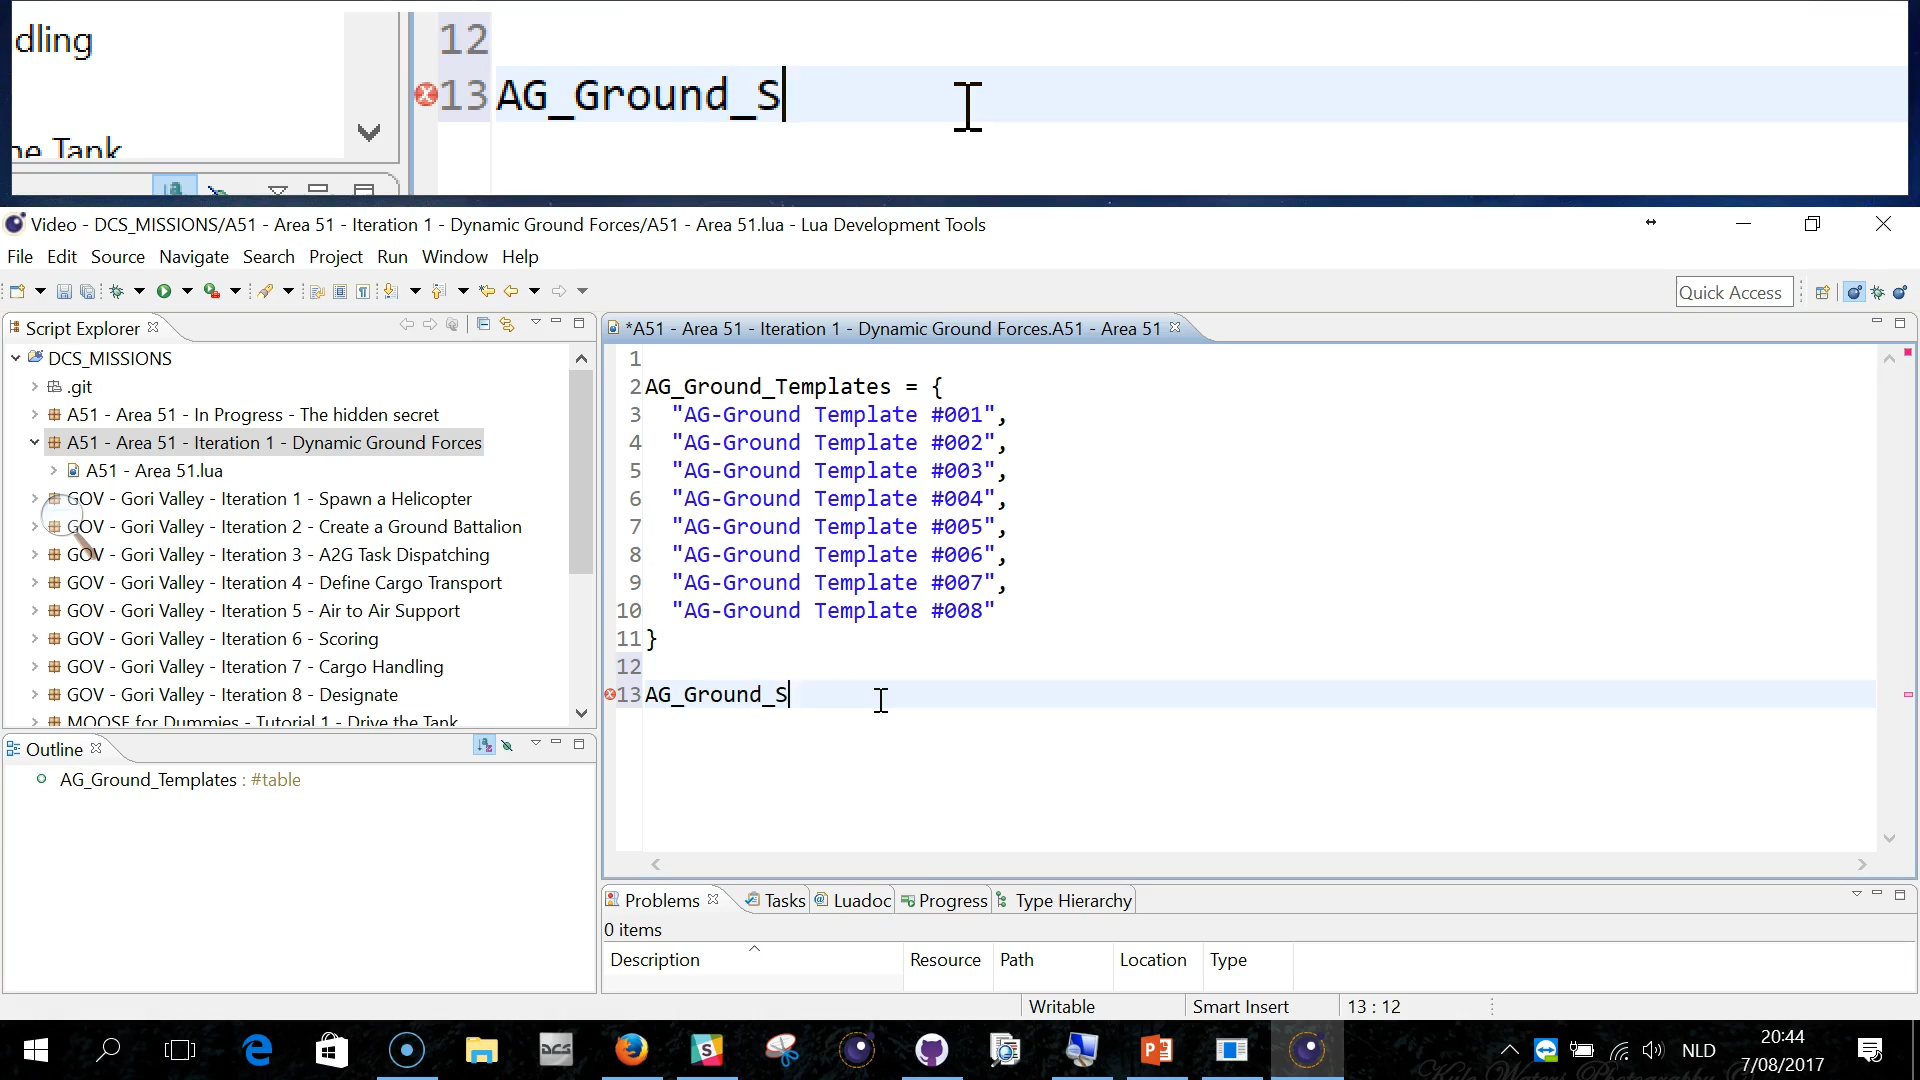 dling
he Tank
12
13 AG_Ground_S
Video - DCS_MISSIONS/A51 - Area 51 - Iteration 1 - Dynamic Ground Forces/A51 - Area 51.lua - Lua Development Tools
File Edit Source Navigate Search Project Run Window Help
Quick Access
Script Explorer
DCS_MISSIONS
.git
A51 - Area 51 - In Progress - The hidden secret
A51 - Area 51 - Iteration 1 - Dynamic Ground Forces
A51 - Area 51.lua
GOV - Gori Valley - Iteration 1 - Spawn a Helicopter
GOV - Gori Valley - Iteration 2 - Create a Ground Battalion
GOV - Gori Valley - Iteration 3 - A2G Task Dispatching
GOV - Gori Valley - Iteration 4 - Define Cargo Transport
GOV - Gori Valley - Iteration 5 - Air to Air Support
GOV - Gori Valley - Iteration 6 - Scoring
GOV - Gori Valley - Iteration 7 - Cargo Handling
GOV - Gori Valley - Iteration 8 - Designate
MOOSE for Dummies - Tutorial 1 - Drive the Tank
Outline
AG_Ground_Templates : #table
*A51 - Area 51 - Iteration 1 - Dynamic Ground Forces.A51 - Area 51
1
2 AG_Ground_Templates = {
3 "AG-Ground Template #001",
4 "AG-Ground Template #002",
5 "AG-Ground Template #003",
6 "AG-Ground Template #004",
7 "AG-Ground Template #005",
8 "AG-Ground Template #006",
9 "AG-Ground Template #007",
10 "AG-Ground Template #008"
11 }
12
13 AG_Ground_S
Problems Tasks Luadoc Progress Type Hierarchy
0 items
Description Resource Path Location Type
Writable Smart Insert 13 : 12
DCS
NLD
20:44
7/08/2017